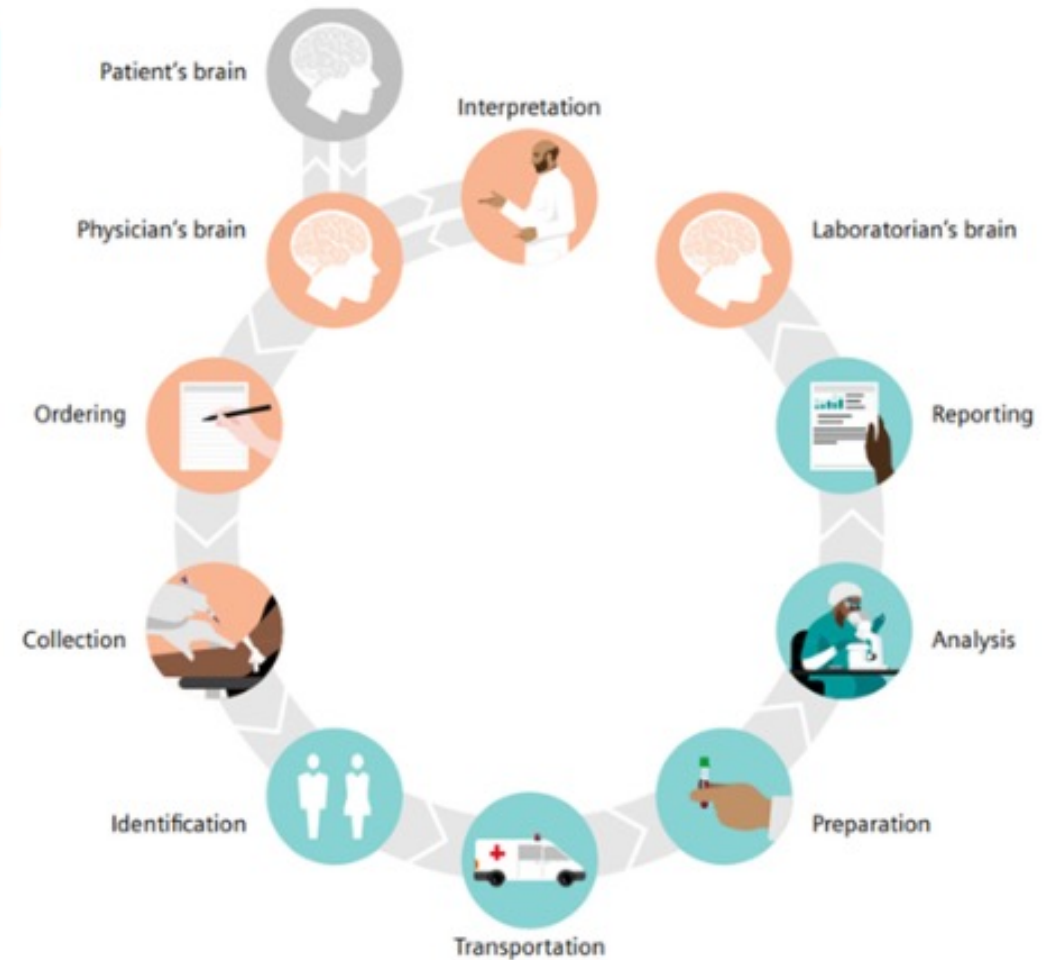 Patient's brain
Interpretation
Physician's brain
Laboratorian's brain
Ordering
Reporting
Collection
Analysis
Identification
Preparation
Transportation